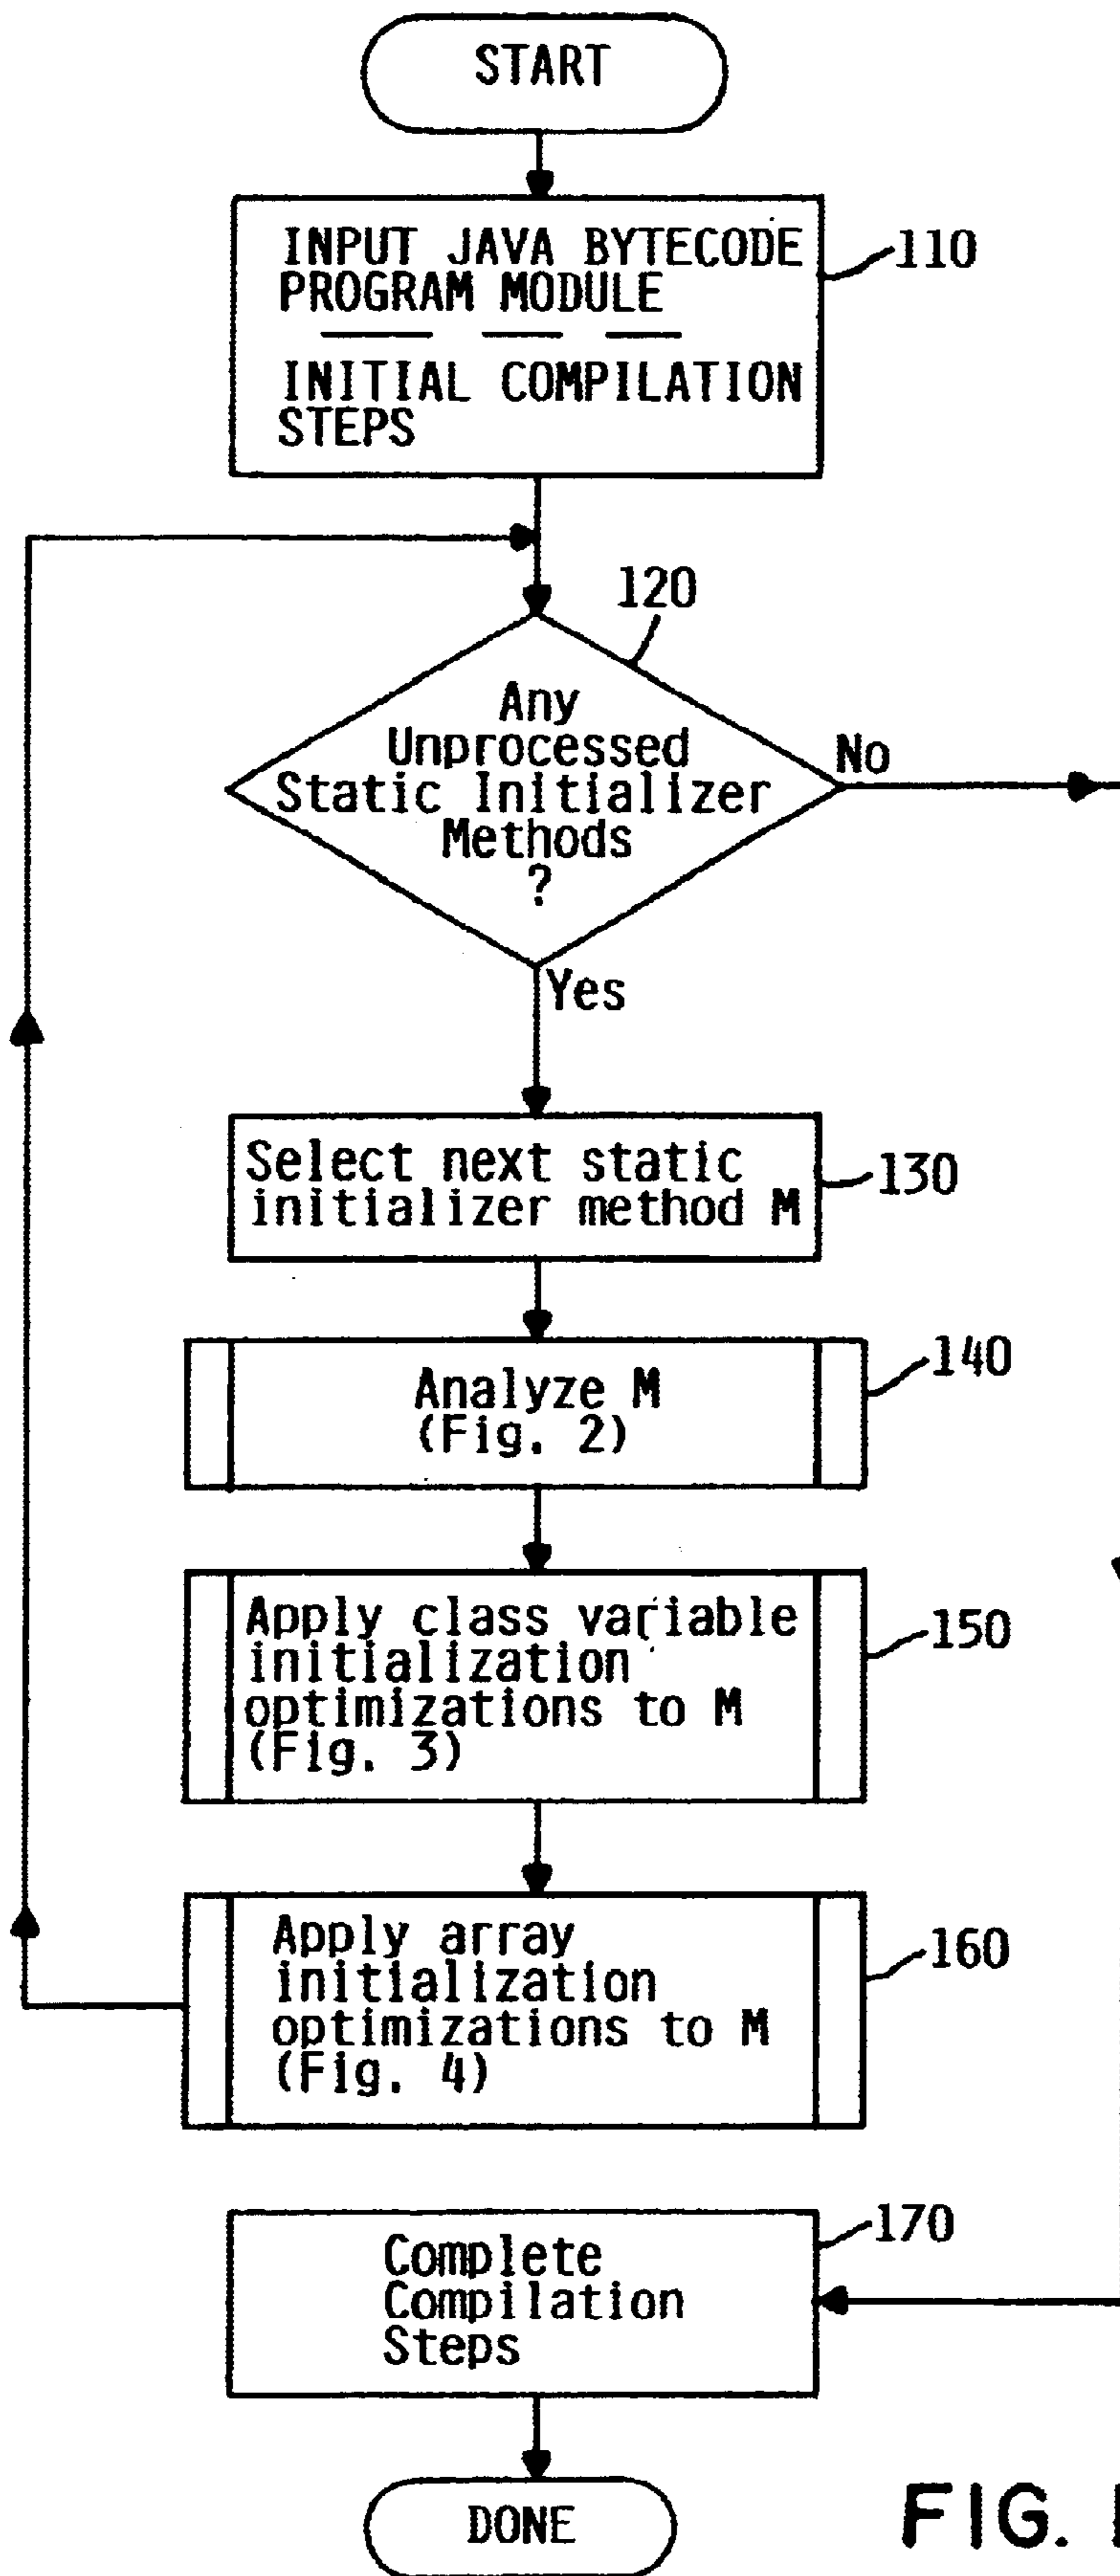 START
INPUT JAVA BYTECODE
PROGRAM MODULE
INITIAL COMPILATION
STEPS
110
120
Any
Unprocessed
Static Initializer
Methods
?
No
Yes
Select next static
initializer method M
130
Analyze M
(Fig. 2)
140
Apply class variable
initialization
optimizations to M
(Fig. 3)
150
Apply array
initialization
optimizations to M
(Fig. 4)
160
Complete
Compilation
Steps
170
DONE
FIG. 1